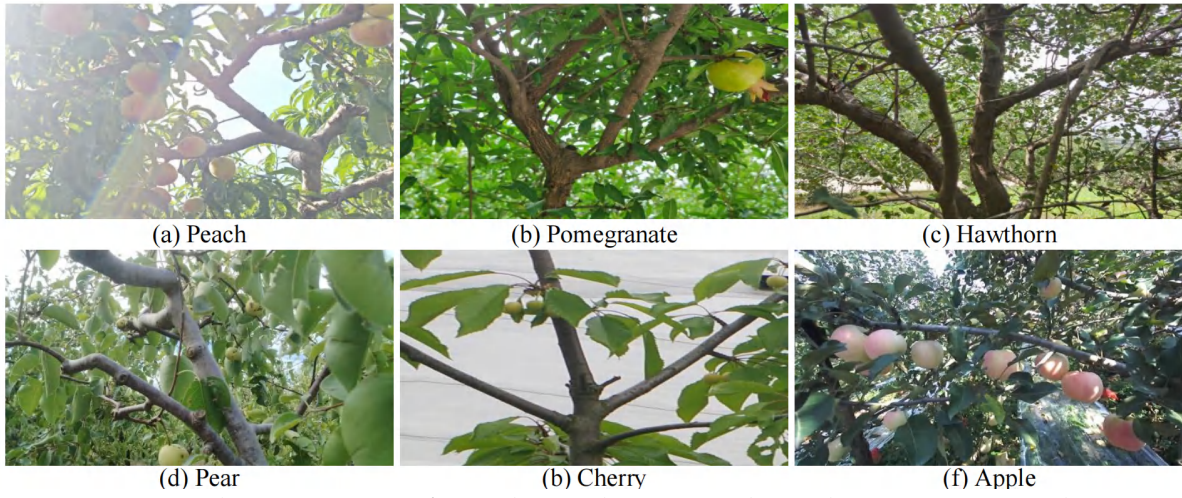 (a) Peach
(b) Pomegranate
(c) Hawthorn
(d) Pear
(b) Cherry
(f) Apple